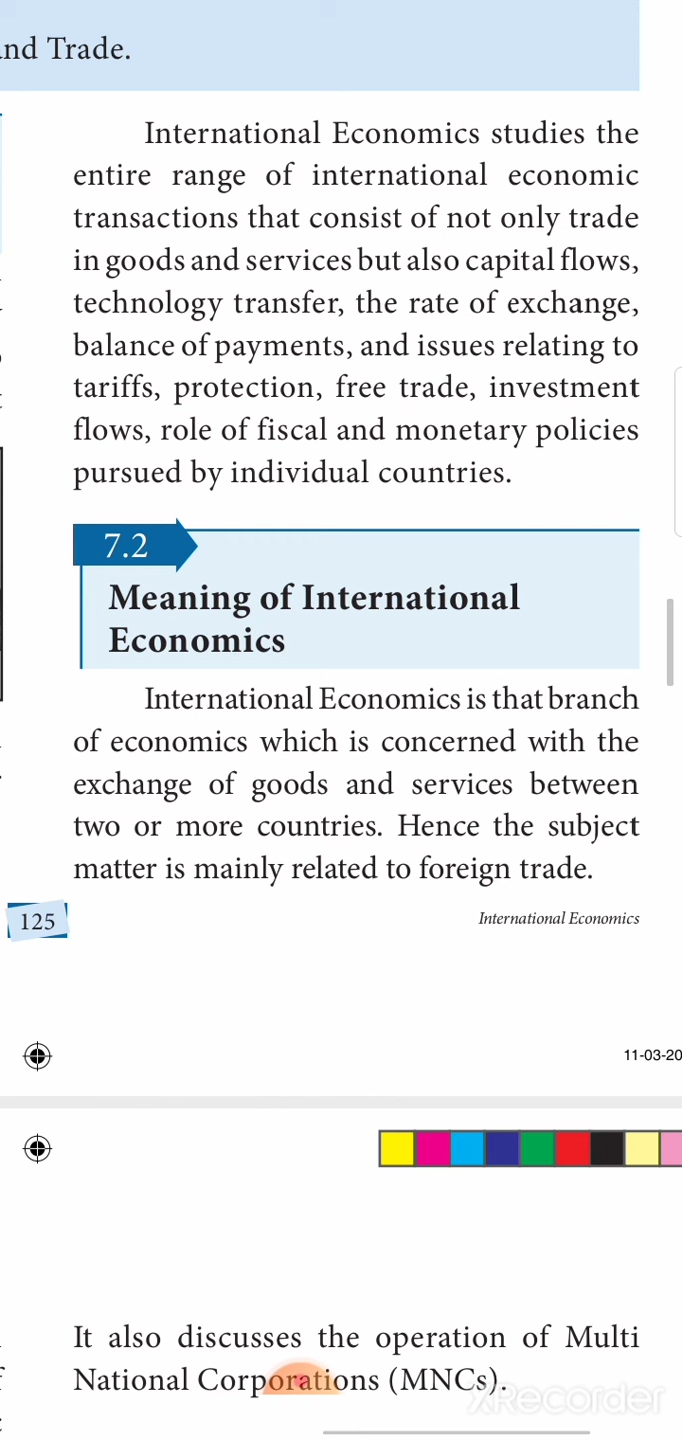 and Trade.
International Economics studies the
entire range of international economic
transactions that consist of not only trade
in goods and services but also capital flows,
technology transfer, the rate of exchange,
balance of payments, and issues relating to
tariffs, protection, free trade, investment
flows, role of fiscal and monetary policies
pursued by individual countries.
7.2
Meaning of International
Economics
International Economics is that branch
of economics which is concerned with the
exchange of goods and services between
two or more countries. Hence the subject
matter is mainly related to foreign trade.
125
International Economics
11-03-20
It also discusses the operation of Multi
National Corporations (MNCs).
XRecorder